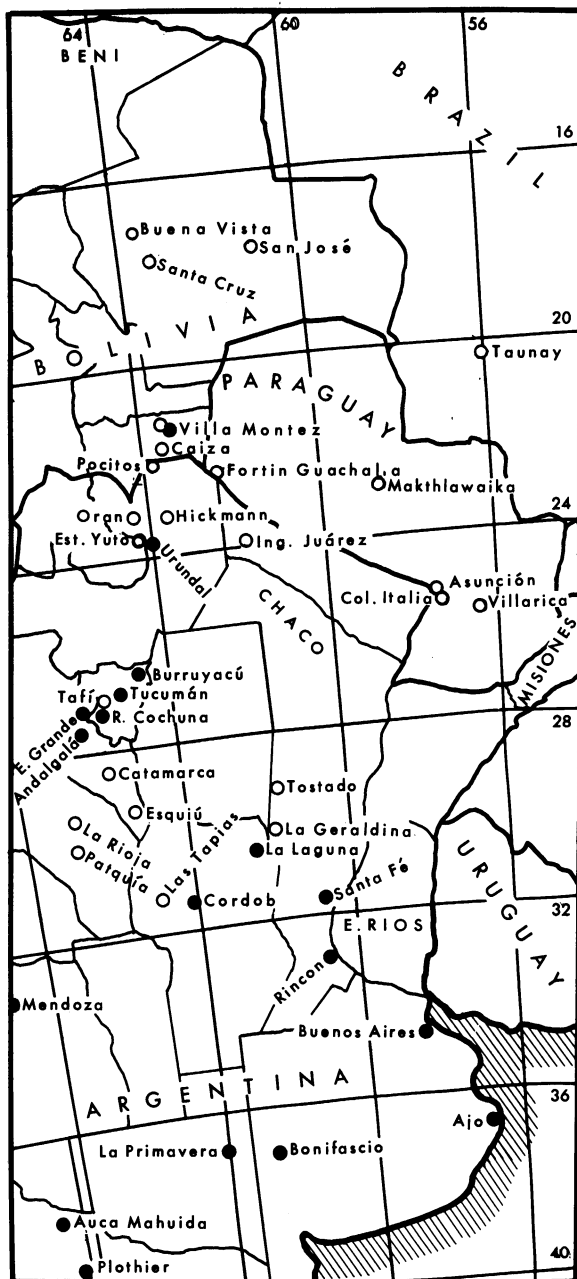 64
60
56
BENI
BRAZIL
16
Buena Vista
San José
Santa Cruz
BOLIVIA
20
Taunay
PARAGUAY
Villa Montez
Caiza
Pocitos
Fortin Guachalla
Makthlawaika
24
Oran
Hickmann
Est. Yuto
Ing. Juárez
Urundal
Asunción
Col. Italia
Villarica
CHACO
MISIONES
Burruyacú
Tafí
Tucumán
28
E. Grande
R. Cochuna
Andalgalá
Catamarca
Tostado
Esquiú
La Rioja
Las Tapias
La Geraldina
Patquía
La Laguna
URUGUAY
Cordob
Santa Fé
32
E. RIOS
Rincon
Mendoza
Buenos Aires
ARGENTINA
36
Ajo
La Primavera
Bonifascio
Auca Mahuida
40
Plothier